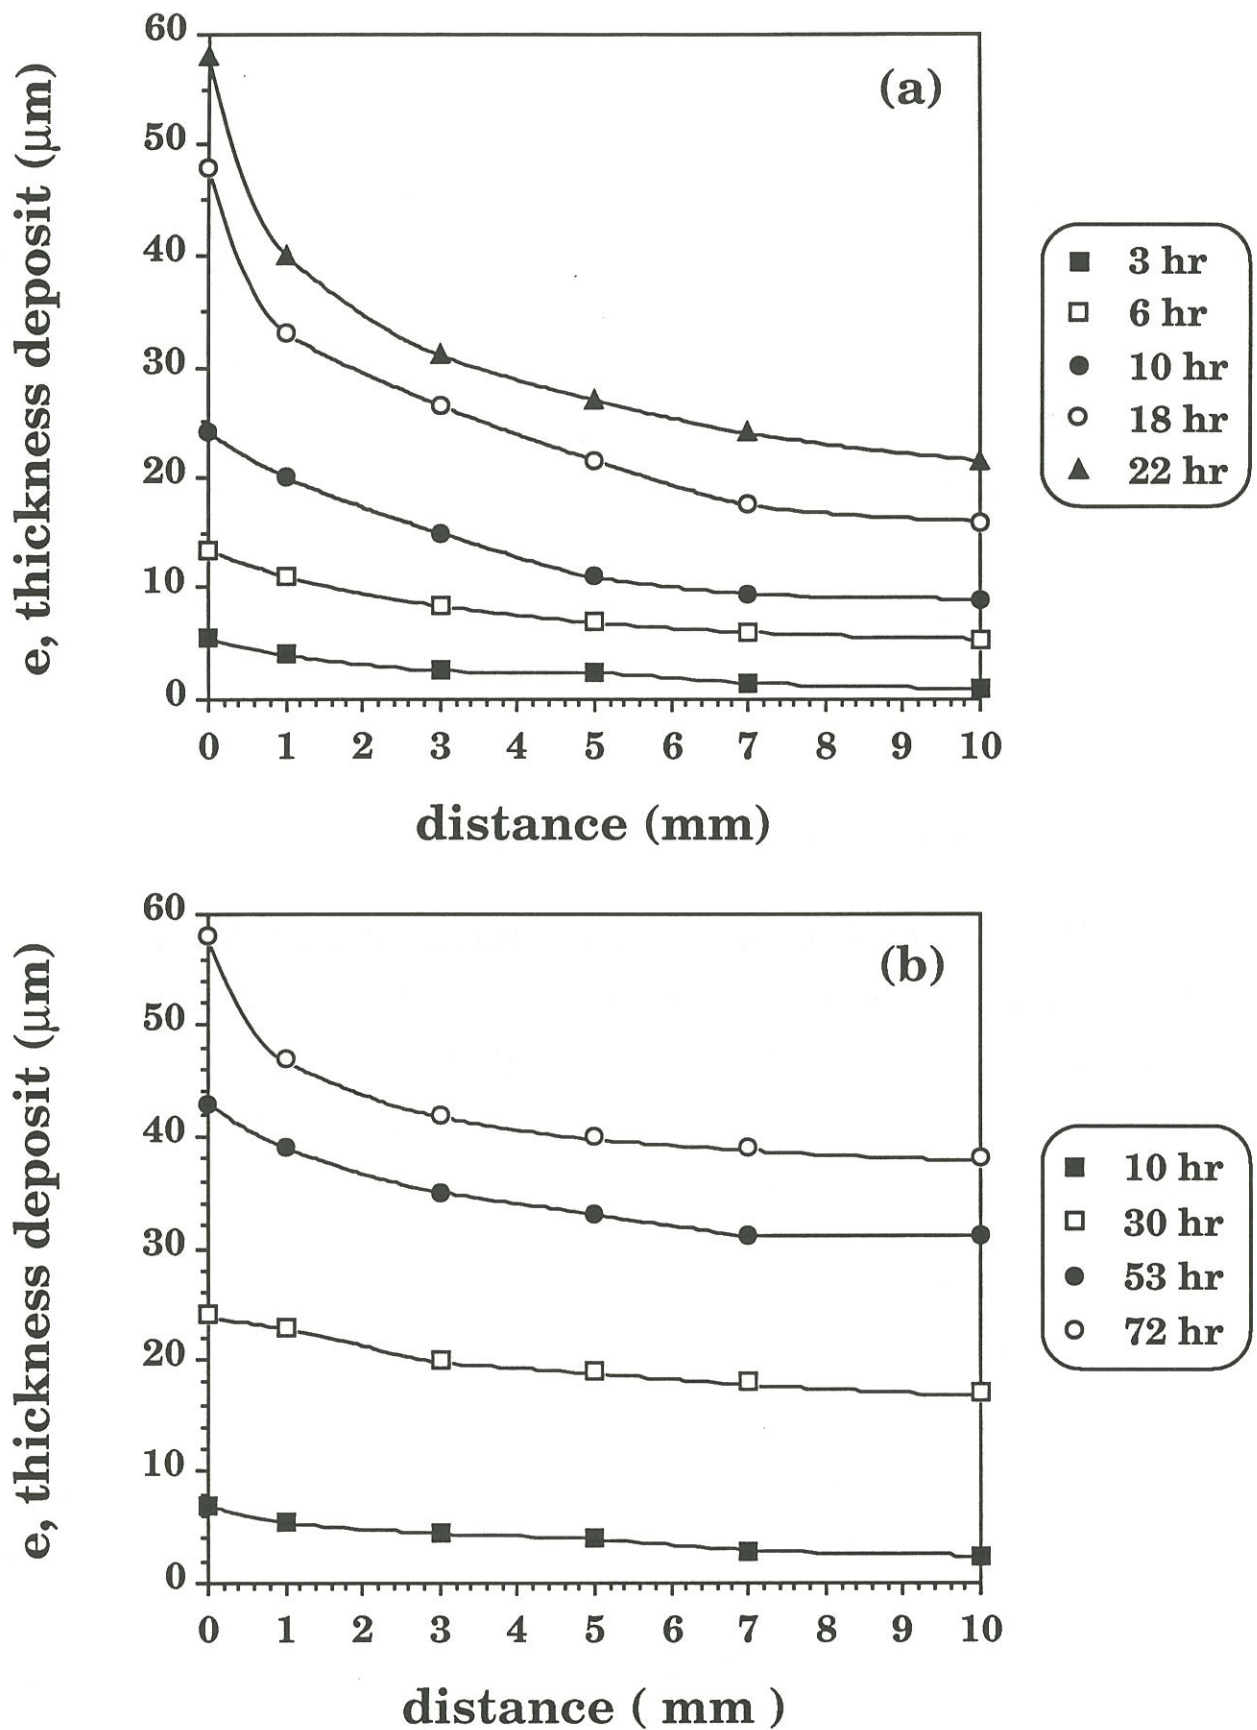 (a)
e, thickness deposit (μm)
60
50
40
30
20
10
0
0 1 2 3 4 5 6 7 8 9 10
distance (mm)
3 hr
6 hr
10 hr
18 hr
22 hr
(b)
e, thickness deposit (μm)
60
50
40
30
20
10
0
0 1 2 3 4 5 6 7 8 9 10
distance ( mm )
10 hr
30 hr
53 hr
72 hr